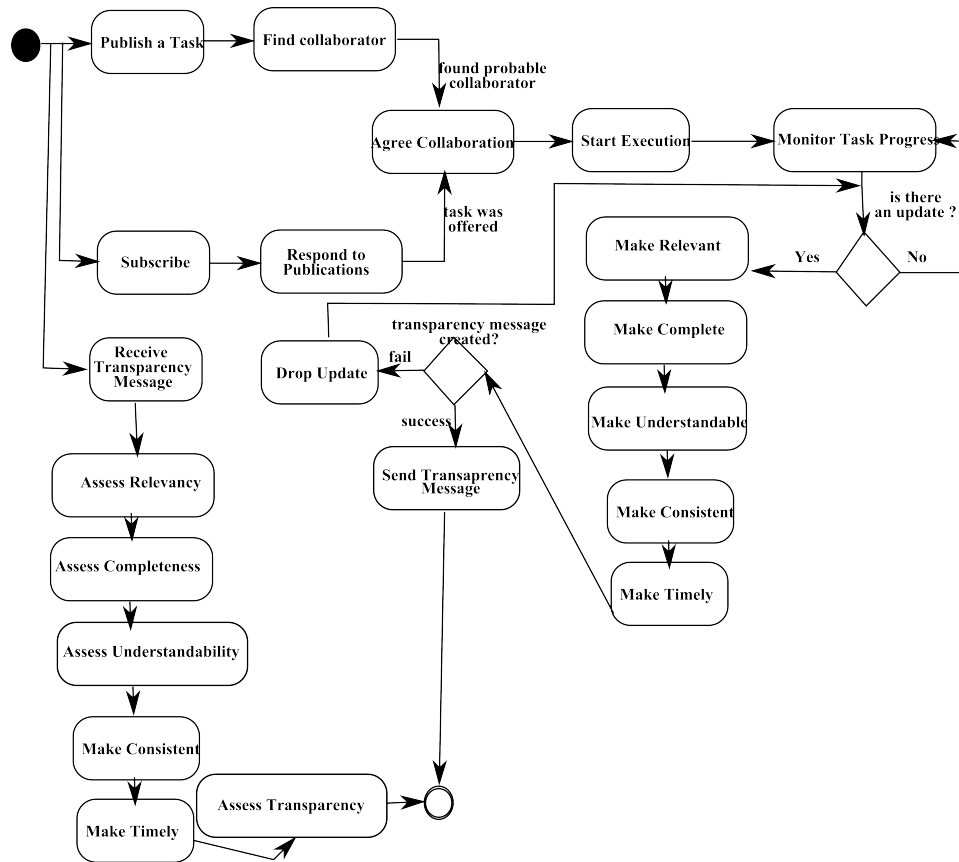 Publish a Task
Find collaborator
found probable
collaborator
Agree Collaboration
Start Execution
Monitor Task Progress
is there
an update ?
task was
offered
Subscribe
Respond to
Publications
Make Relevant
Yes
No
Make Complete
transparency message
created?
Receive
Transparency
Message
Drop Update
fail
success
Make Understandable
Send Transaprency
Message
Assess Relevancy
Make Consistent
Assess Completeness
Make Timely
Assess Understandability
Make Consistent
Assess Transparency
Make Timely